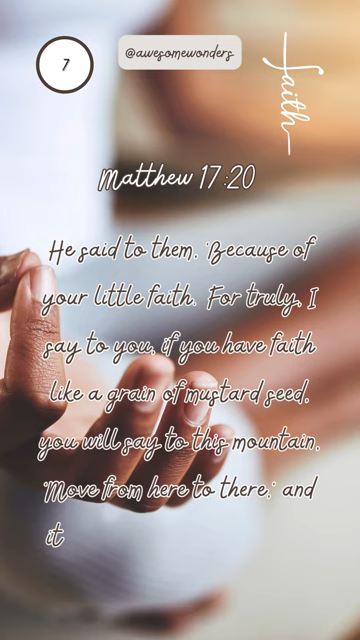 7
@awesomewonders
faith
Matthew 17:20
He said to them, "Because of
your little faith. For truly, I
say to you, if you have faith
like a grain of mustard seed,
you will say to this mountain,
'Move from here to there,' and
it